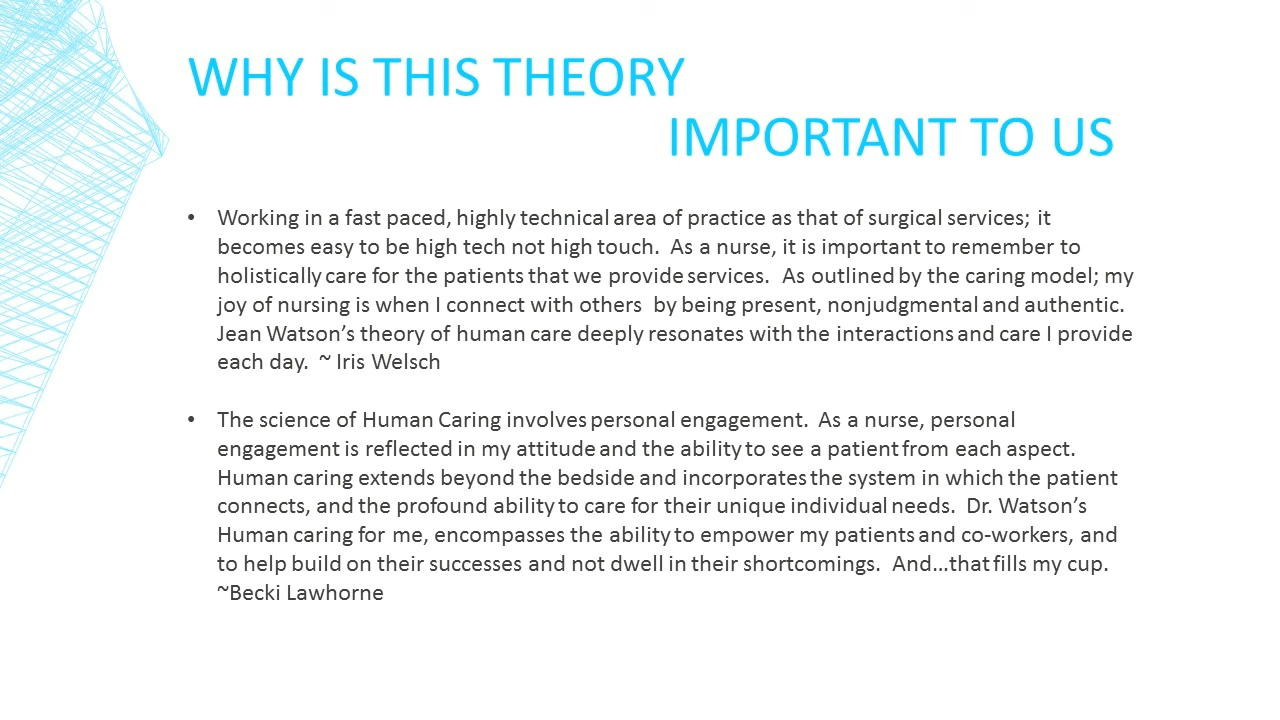 WHY IS THIS THEORY
IMPORTANT TO US
• Working in a fast paced, highly technical area of practice as that of surgical services; it
becomes easy to be high tech not high touch.  As a nurse, it is important to remember to
holistically care for the patients that we provide services.  As outlined by the caring model; my
joy of nursing is when I connect with others  by being present, nonjudgmental and authentic.
Jean Watson’s theory of human care deeply resonates with the interactions and care I provide
each day.  ~ Iris Welsch
• The science of Human Caring involves personal engagement.  As a nurse, personal
engagement is reflected in my attitude and the ability to see a patient from each aspect.
Human caring extends beyond the bedside and incorporates the system in which the patient
connects, and the profound ability to care for their unique individual needs.  Dr. Watson’s
Human caring for me, encompasses the ability to empower my patients and co-workers, and
to help build on their successes and not dwell in their shortcomings.  And…that fills my cup.
~Becki Lawhorne